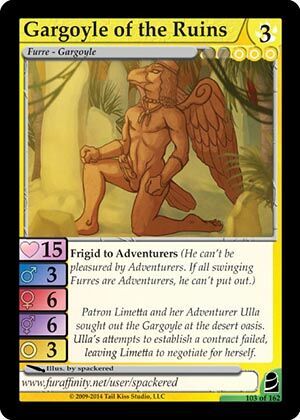 Gargoyle of the Ruins 3
Furre - Gargoyle
15
3
6
6
3
Frigid to Adventurers (He can't be
pleasured by Adventurers. If all swinging
Furres are Adventurers, he can't put out.)
Patron Limetta and her Adventurer Ulla
sought out the Gargoyle at the desert oasis.
Ulla's attempts to establish a contract failed,
leaving Limetta to negotiate for herself.
Illus. by spackered
www.furaffinity.net/user/spackered
© 2009-2014 Tail Kiss Studio, LLC
103 of 162